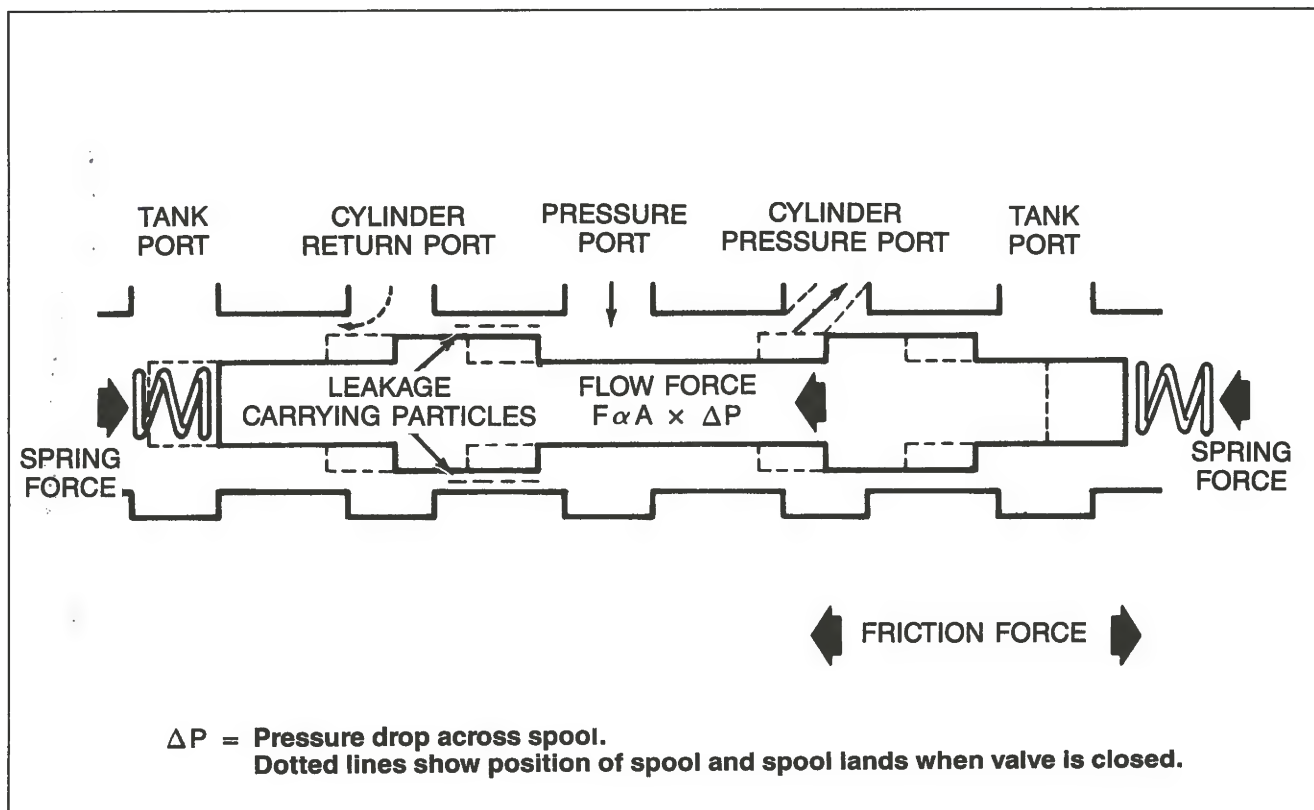 TANK
PORT
CYLINDER
RETURN PORT
PRESSURE
PORT
CYLINDER
PRESSURE PORT
TANK
PORT
LEAKAGE
CARRYING PARTICLES
FLOW FORCE
F α A × ΔP
SPRING
FORCE
SPRING
FORCE
FRICTION FORCE
ΔP = Pressure drop across spool.
Dotted lines show position of spool and spool lands when valve is closed.